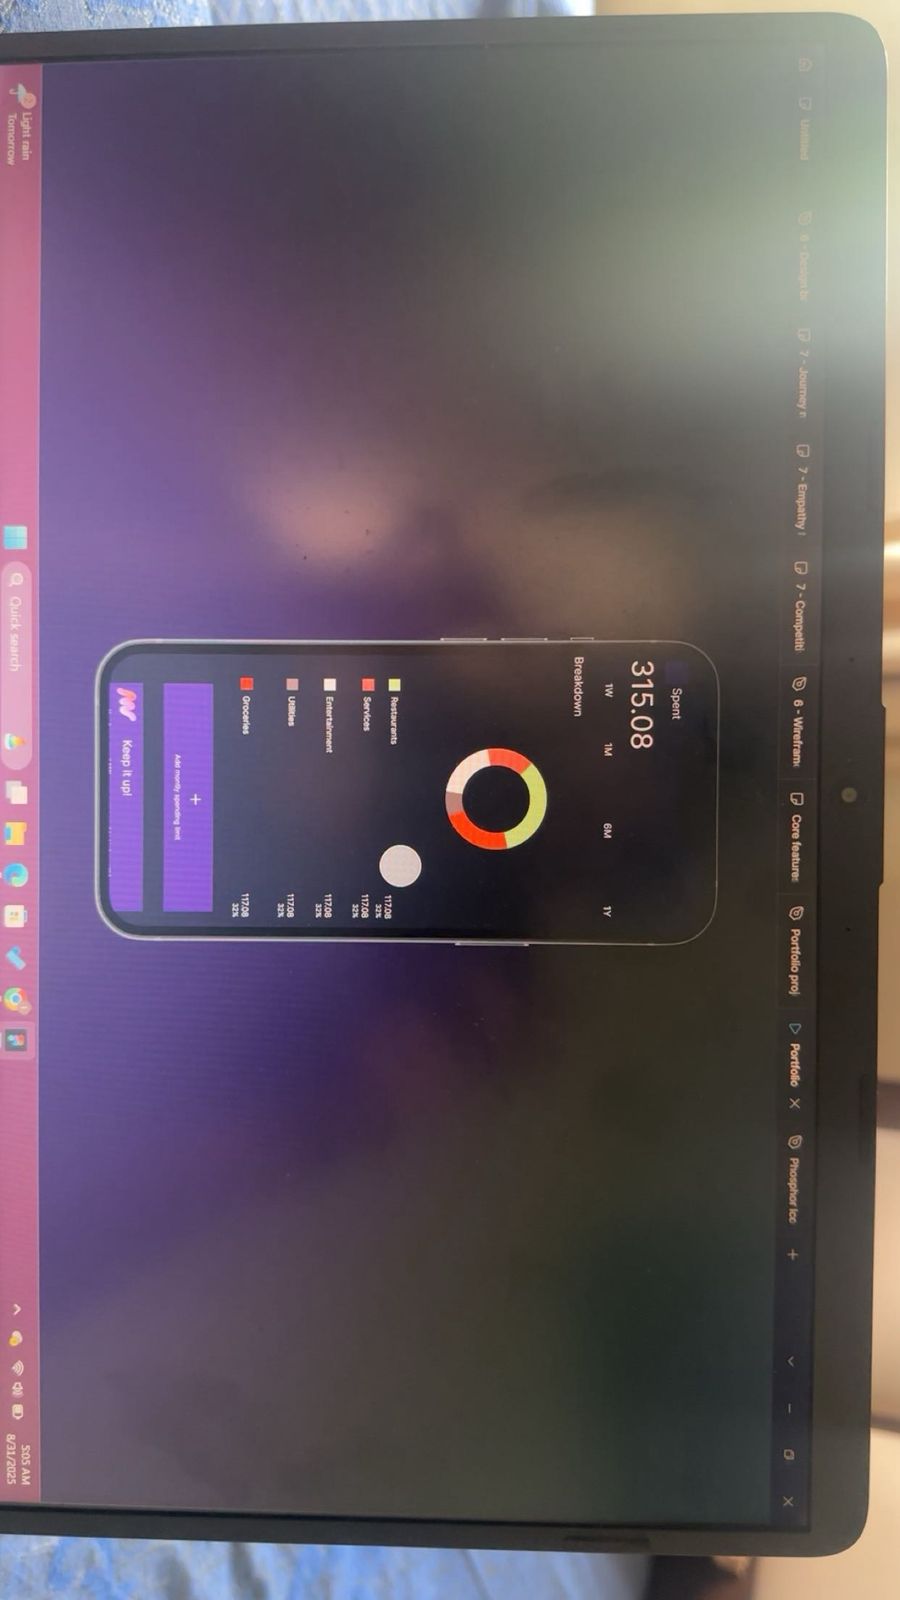 Untitled
6 - Design b
7 - Journey
7 - Empathy
7 - Competiti
6 - Wirefram
Core feature
Portfolio proj
Portfolio
Phosphor Ico
Spent
315.08
1W
1M
6M
1Y
Breakdown
Restaurants
117.08
32%
Services
117.08
32%
Entertainment
117.08
32%
Utilities
117.08
32%
Groceries
117.08
32%
+
Add montly spending limit
Keep it up!
Light rain
Tomorrow
Quick search
5:05 AM
8/31/2025